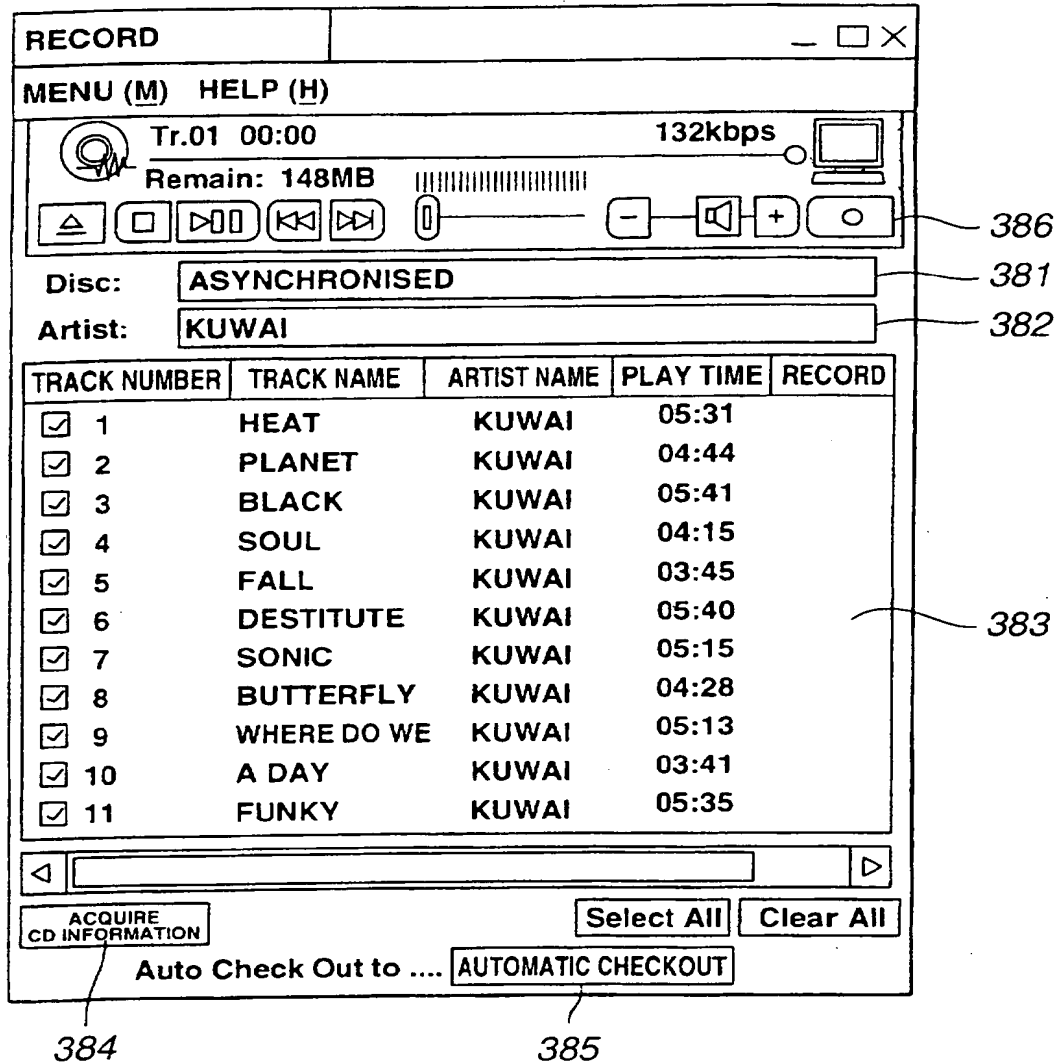 RECORD
MENU (M) HELP (H)
Tr.01 00:00 132kbps
Remain: 148MB
- +
386
Disc: ASYNCHRONISED 381
Artist: KUWAI 382
TRACK NUMBER TRACK NAME ARTIST NAME PLAY TIME RECORD
1 HEAT KUWAI 05:31
2 PLANET KUWAI 04:44
3 BLACK KUWAI 05:41
4 SOUL KUWAI 04:15
5 FALL KUWAI 03:45
6 DESTITUTE KUWAI 05:40
383
7 SONIC KUWAI 05:15
8 BUTTERFLY KUWAI 04:28
9 WHERE DO WE KUWAI 05:13
10 A DAY KUWAI 03:41
11 FUNKY KUWAI 05:35
ACQUIRE
CD INFORMATION
Select All Clear All
Auto Check Out to .... AUTOMATIC CHECKOUT
384 385